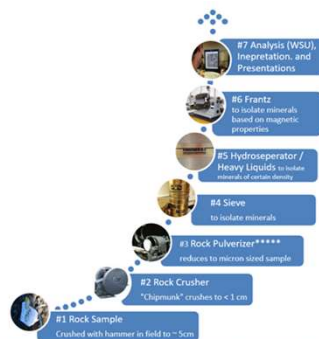 #7 Analysis (WSU),
Inepretation. and
Presentations
#6 Frantz
to isolate minerals
based on magnetic
properties
#5 Hydroseperator /
Heavy Liquids to isolate
minerals of certain density
#4 Sieve
to isolate minerals
#3 Rock Pulverizer*****
reduces to micron sized sample
#2 Rock Crusher
"Chipmunk" crushes to < 1 cm
#1 Rock Sample
Crushed with hammer in field to ~ 5cm